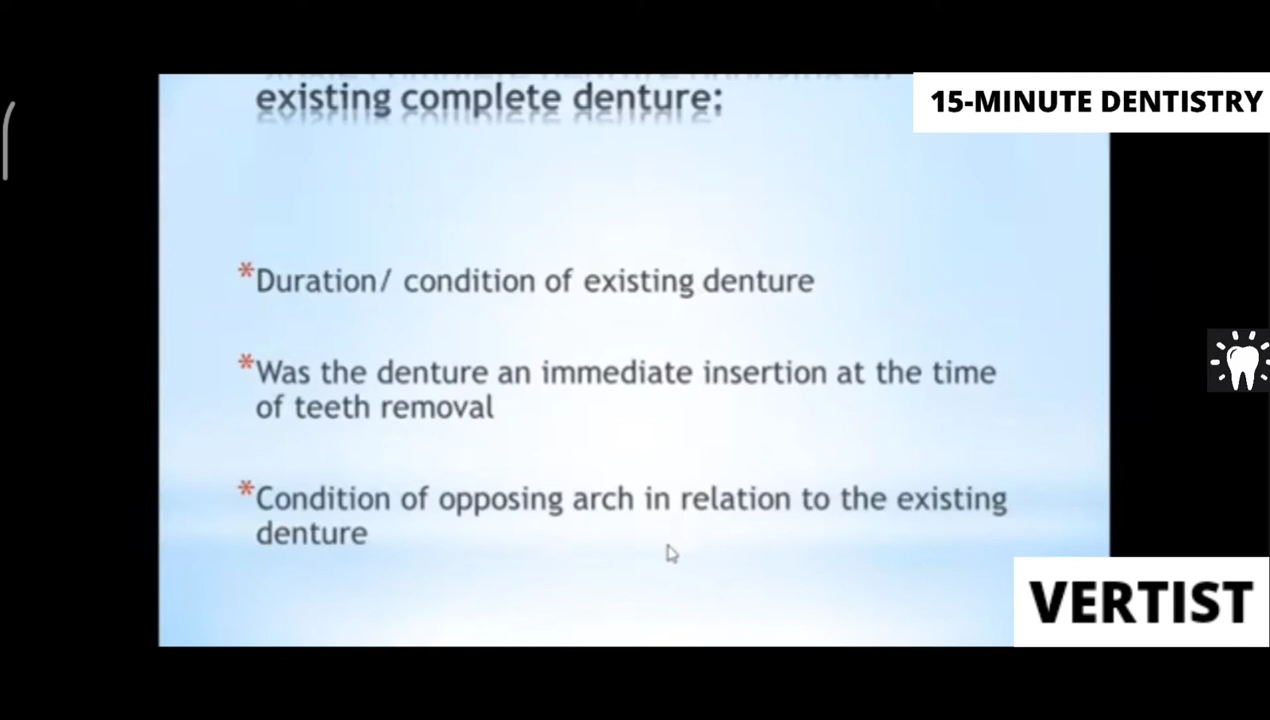 existing complete denture:
15-MINUTE DENTISTRY
*Duration/ condition of existing denture
*Was the denture an immediate insertion at the time
of teeth removal
*Condition of opposing arch in relation to the existing
denture
VERTIST